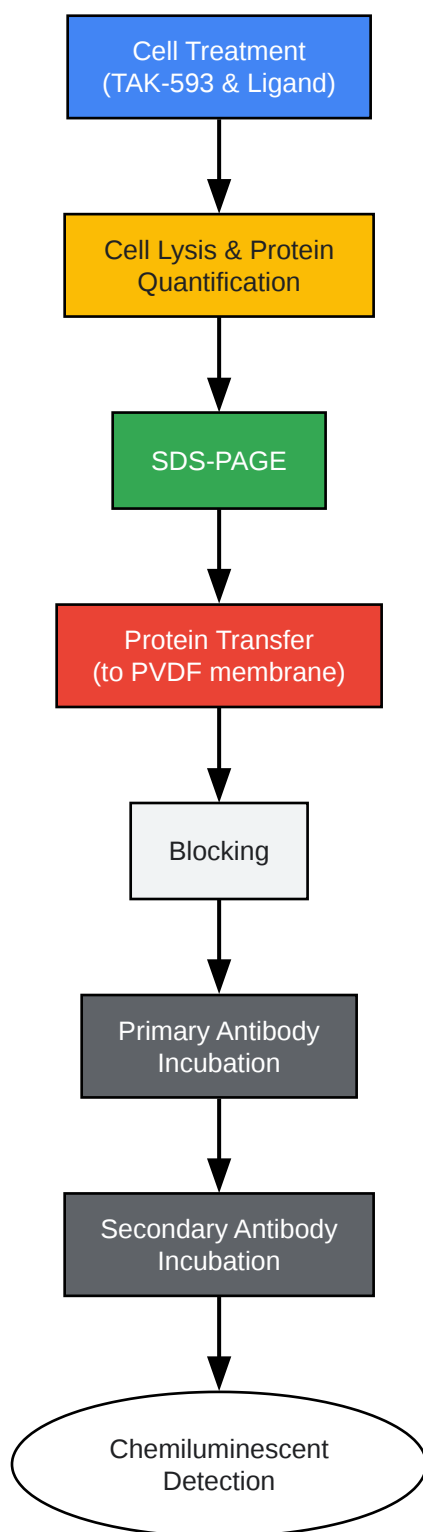 Cell Treatment
(TAK-593 & Ligand)
Cell Lysis & Protein
Quantification
SDS-PAGE
Protein Transfer
(to PVDF membrane)
Blocking
Primary Antibody
Incubation
Secondary Antibody
Incubation
Chemiluminescent
Detection